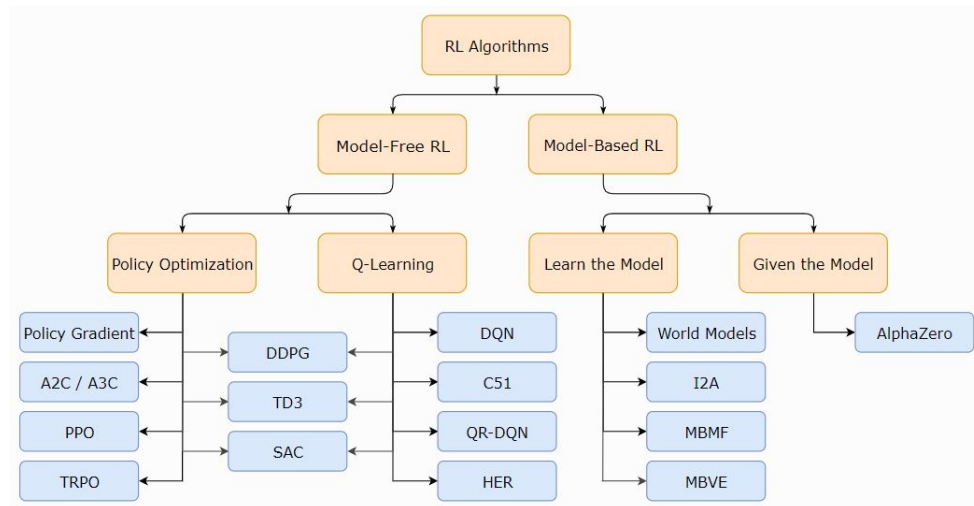 RL Algorithms
Model-Free RL
Model-Based RL
Policy Optimization
Q-Learning
Learn the Model
Given the Model
Policy Gradient
DQN
World Models
AlphaZero
DDPG
A2C / A3C
C51
I2A
TD3
PPO
QR-DQN
MBMF
SAC
TRPO
HER
MBVE